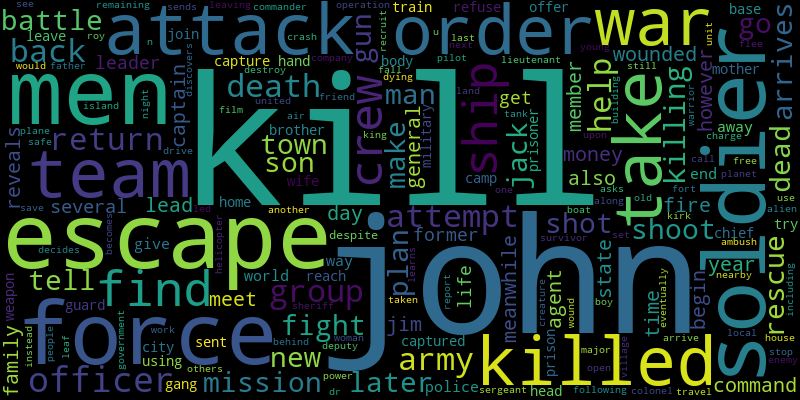 see
remaining
commander
sends
leaving
roy
operation
n
crash
u
last
train
refuse
offer
base
go
battle
attack
order
war
leave
join
recruit
next
young
unit
flee
back
leader
gun
capture
hand
company
pilot
lieutenant
wounded
would
father
discovers
destroy
body
fall
dying
mother
arrives
men
kill
death
crew
man
ship
get
land
tank
member
help
take
killing
however
warrior
soldier
island
night
captain
film
united
air
friend
king
jack
prisoner
building
still
away
charge
plane
safe
drive
return
brother
town
make
general
military
upon
money
call
free
dead
reveals
team
son
wife
camp
one
also
end
planet
use
save
led
home
another
day
attempt
boat
along
asks
old
fort
alien
several
lead
becomes
despite
former
shot
set
kirk
fire
chief
try
escape
decides
give
helicopter
way
plan
learns
survivor
state
shoot
ambush
john
tell
find
world
reach
meanwhile
agent
boy
time
eventually
begin
year
nearby
rescue
including
weapon
group
meet
sheriff
taken
report
life
creature
wound
prison
force
guard
government
work
fight
jim
captured
arrive
local
house
family
instead
people
leaf
city
using
sent
behind
woman
new
army
killed
major
village
open
stop
enemy
officer
gang
others
mission
deputy
power
dr
later
police
sergeant
head
following
colonel
travel
command